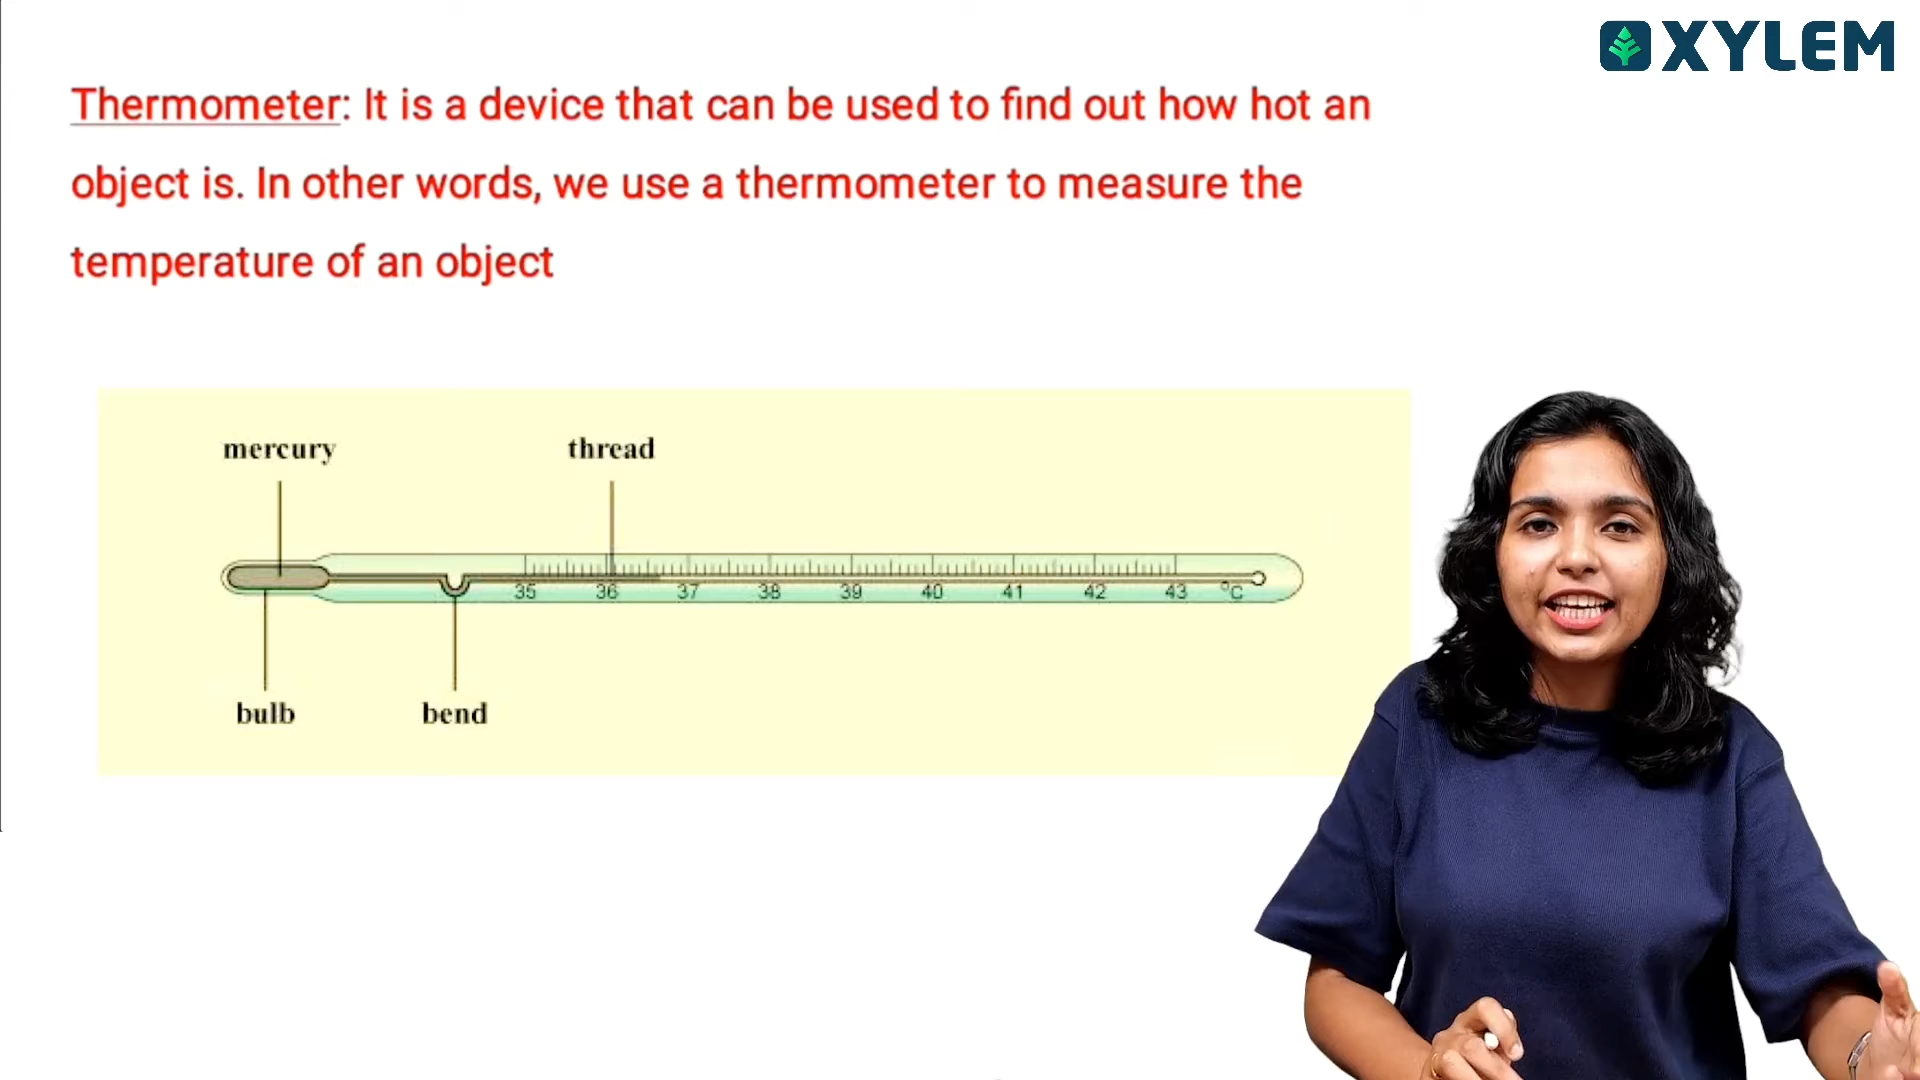 XYLEM
Thermometer: It is a device that can be used to find out how hot an
object is. In other words, we use a thermometer to measure the
temperature of an object
mercury thread
35 36 37 38 39 40 41 42 43 °C
bulb bend